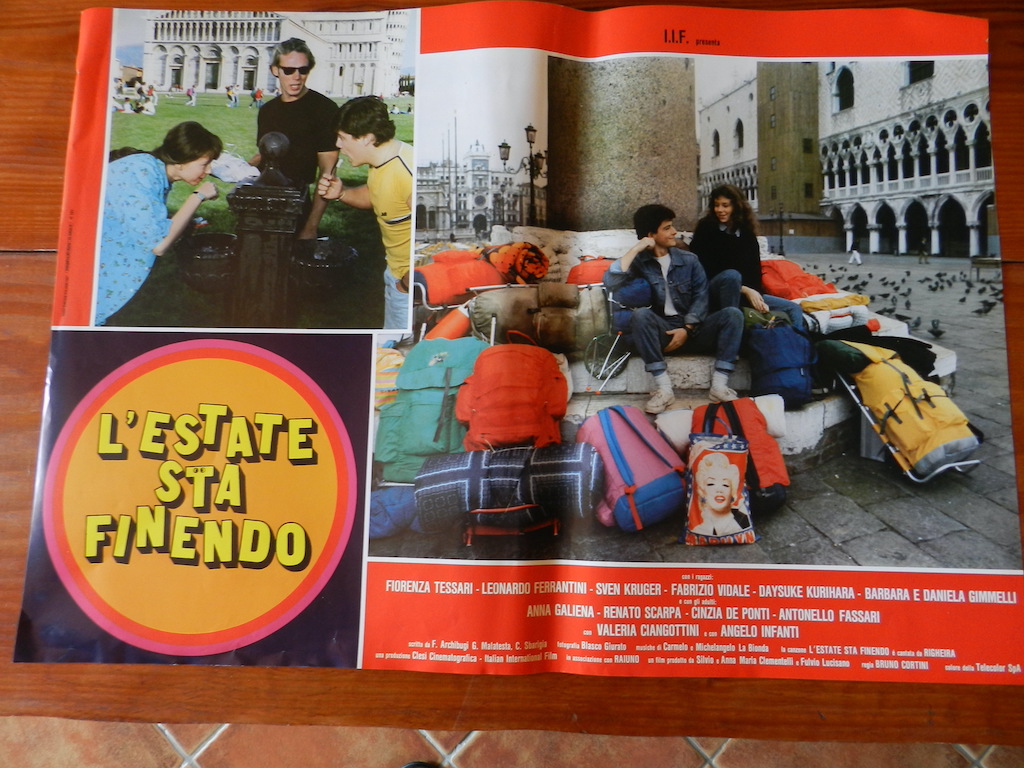 I.I.F. presenta
L'ESTATE
STA
FINENDO
con i ragazzi:
FIORENZA TESSARI - LEONARDO FERRANTINI - SVEN KRUGER - FABRIZIO VIDALE - DAYSUKE KURIHARA - BARBARA E DANIELA GIMMELLI
e con gli adulti:
ANNA GALIENA - RENATO SCARPA - CINZIA DE PONTI - ANTONELLO FASSARI
con VALERIA CIANGOTTINI e con ANGELO INFANTI
scritto da F. Archibugi G. Malatesta, C. Sbarigia fotografia Blasco Giurato musiche di Carmelo e Michelangelo La Bionda la canzone L'ESTATE STA FINENDO è cantata da RIGHEIRA
una produzione Clesi Cinematografica - Italian International Film in associazione con RAIUNO un film prodotto da Silvio e Anna Maria Clementelli e Fulvio Lucisano regia BRUNO CORTINI colore della Telecolor SpA